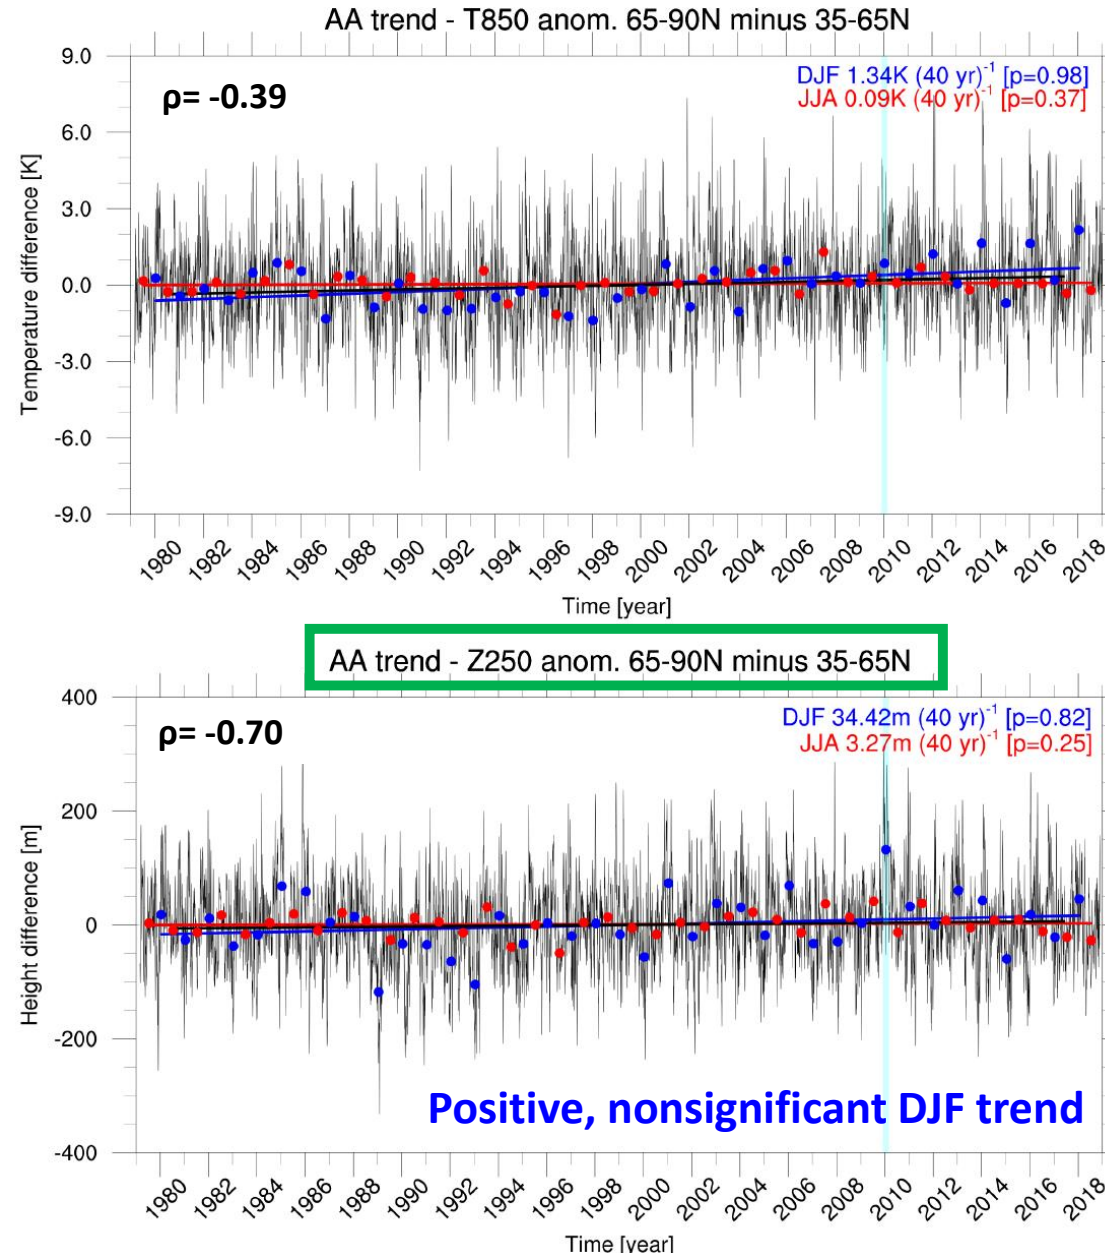 AA trend - T850 anom. 65-90N minus 35-65N
ρ= -0.39
DJF 1.34K (40 yr)⁻¹ [p=0.98]
JJA 0.09K (40 yr)⁻¹ [p=0.37]
Temperature difference [K]
9.0
6.0
3.0
0.0
-3.0
-6.0
-9.0
1980 1982 1984 1986 1988 1990 1992 1994 1996 1998 2000 2002 2004 2006 2008 2010 2012 2014 2016 2018
Time [year]
AA trend - Z250 anom. 65-90N minus 35-65N
ρ= -0.70
DJF 34.42m (40 yr)⁻¹ [p=0.82]
JJA 3.27m (40 yr)⁻¹ [p=0.25]
Height difference [m]
400
200
0
-200
-400
Positive, nonsignificant DJF trend
1980 1982 1984 1986 1988 1990 1992 1994 1996 1998 2000 2002 2004 2006 2008 2010 2012 2014 2016 2018
Time [year]